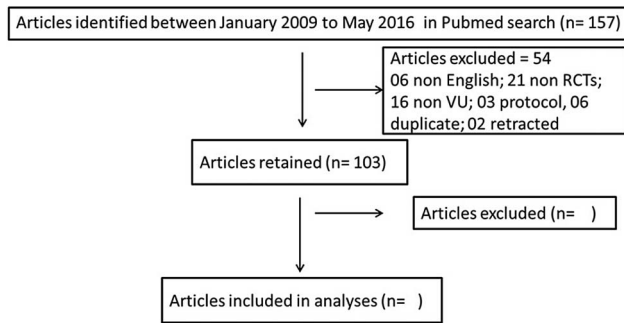 Articles identified between January 2009 to May 2016 in Pubmed search (n= 157)
Articles excluded = 54
06 non English; 21 non RCTs;
16 non VU; 03 protocol, 06
duplicate; 02 retracted
Articles retained (n= 103)
Articles excluded (n= )
Articles included in analyses (n= )